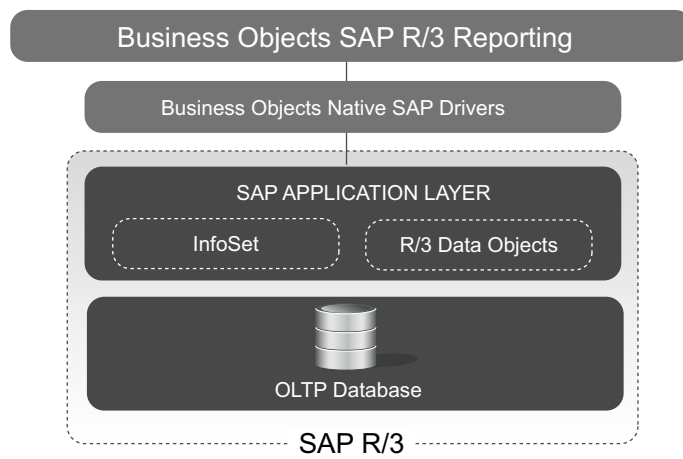 Business Objects SAP R/3 Reporting
Business Objects Native SAP Drivers
SAP APPLICATION LAYER
InfoSet
R/3 Data Objects
OLTP Database
SAP R/3